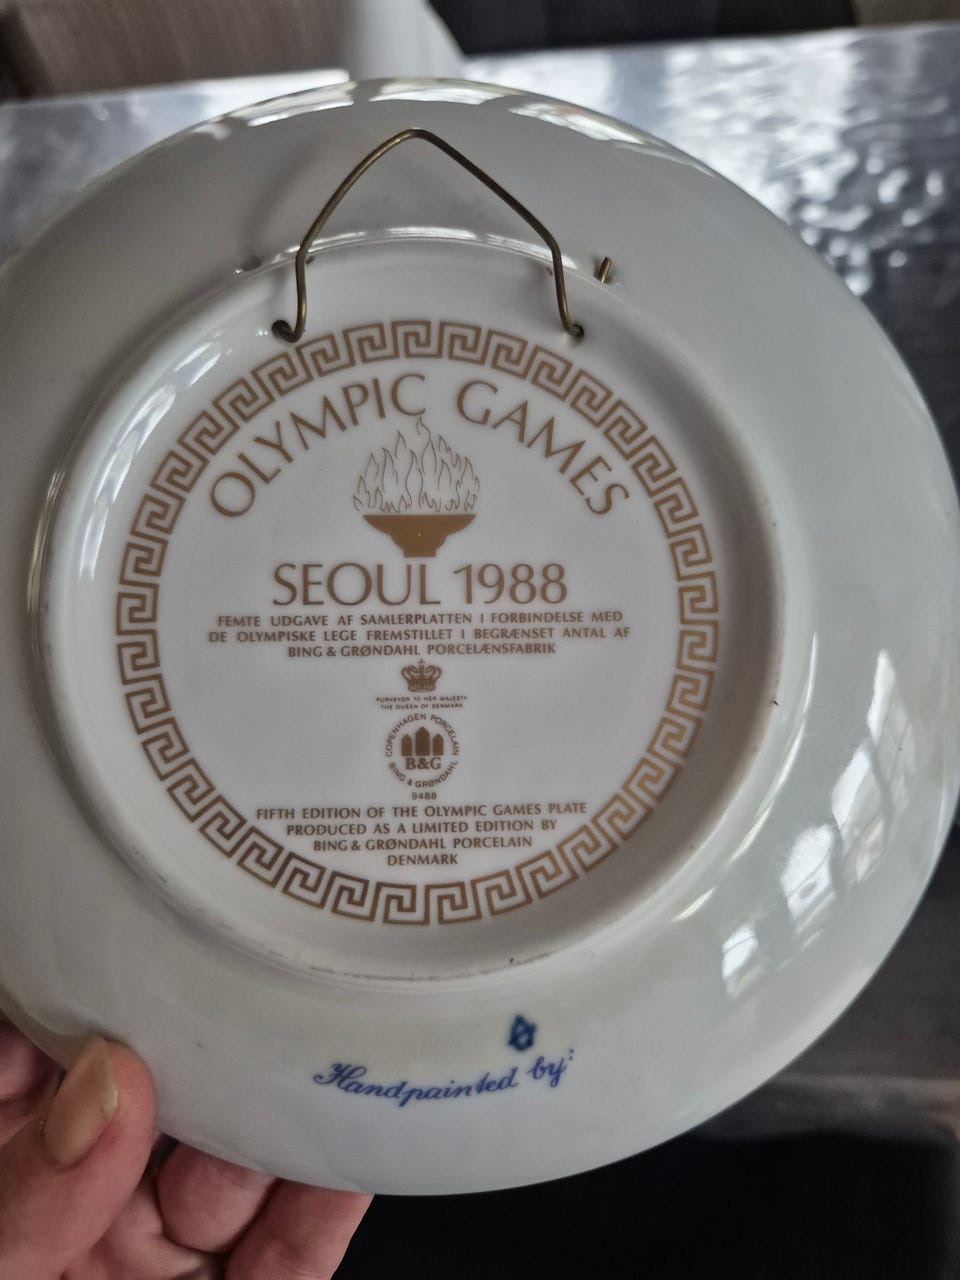 OLYMPIC GAMES
SEOUL 1988
FEMTE UDGAVE AF SAMLERPLATTEN I FORBINDELSE MED
DE OLYMPISKE LEGE FREMSTILLET I BEGRÆNSET ANTAL AF
BING & GRØNDAHL PORCELÆNSFABRIK
PURVEYOR TO HER MAJESTY
THE QUEEN OF DENMARK
COPENHAGEN PORCELAIN
B&G
BING & GRØNDAHL
9488
FIFTH EDITION OF THE OLYMPIC GAMES PLATE
PRODUCED AS A LIMITED EDITION BY
BING & GRØNDAHL PORCELAIN
DENMARK
Handpainted by: